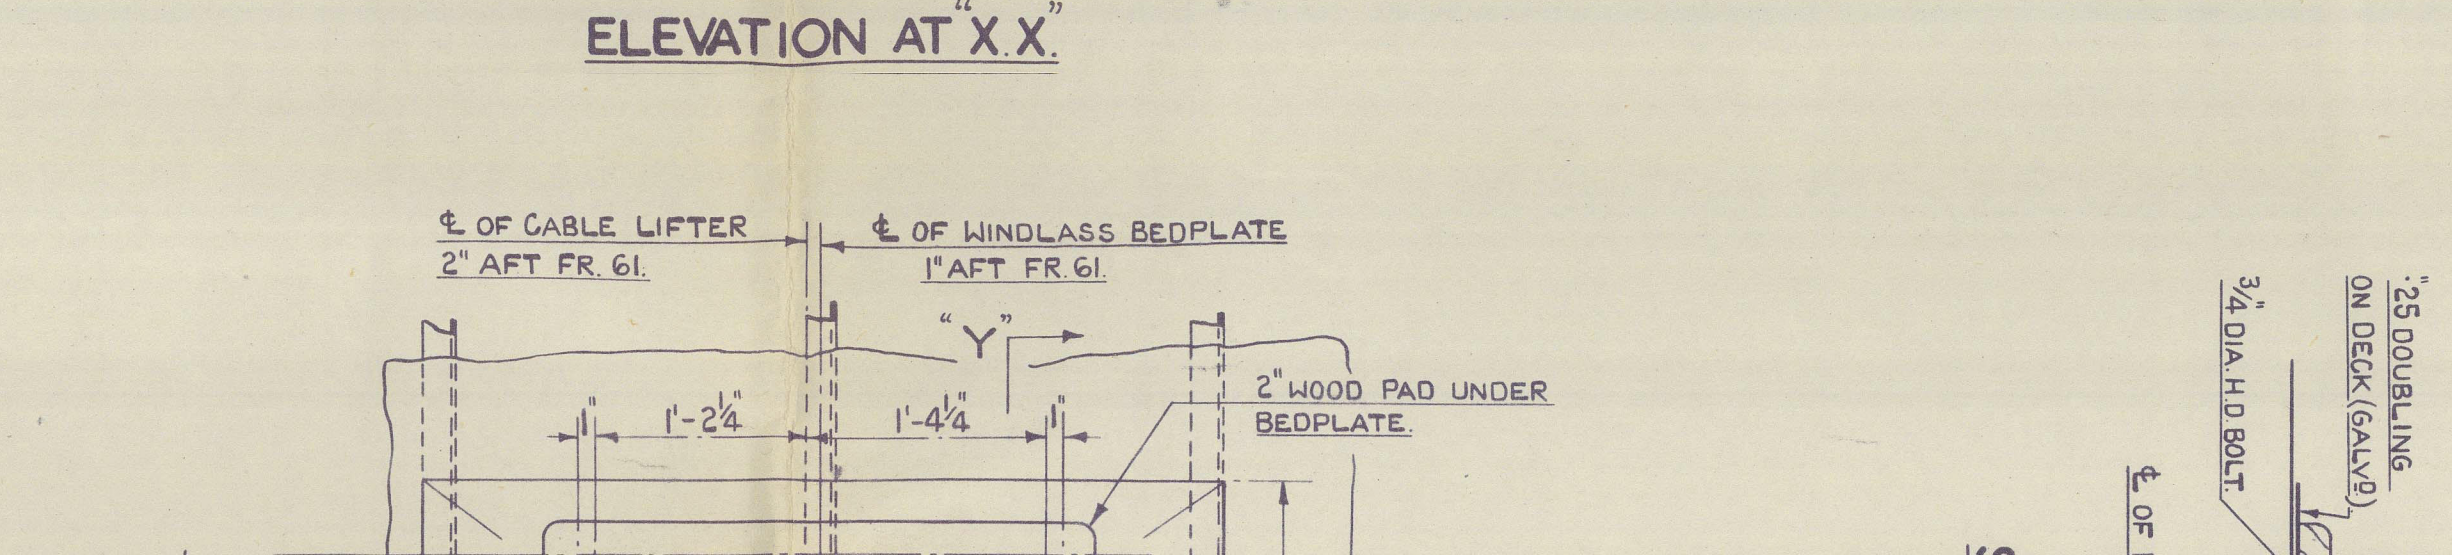 ELEVATION AT "X.X."
℄ OF CABLE LIFTER
2" AFT FR. 61.
℄ OF WINDLASS BEDPLATE
1" AFT FR. 61.
"Y"
1"
1'-2¼"
1'-4¼"
1"
2" WOOD PAD UNDER
BEDPLATE.
·25" DOUBLING
ON DECK (GALVD)
3/4" DIA. H.D. BOLT.
℄ OF